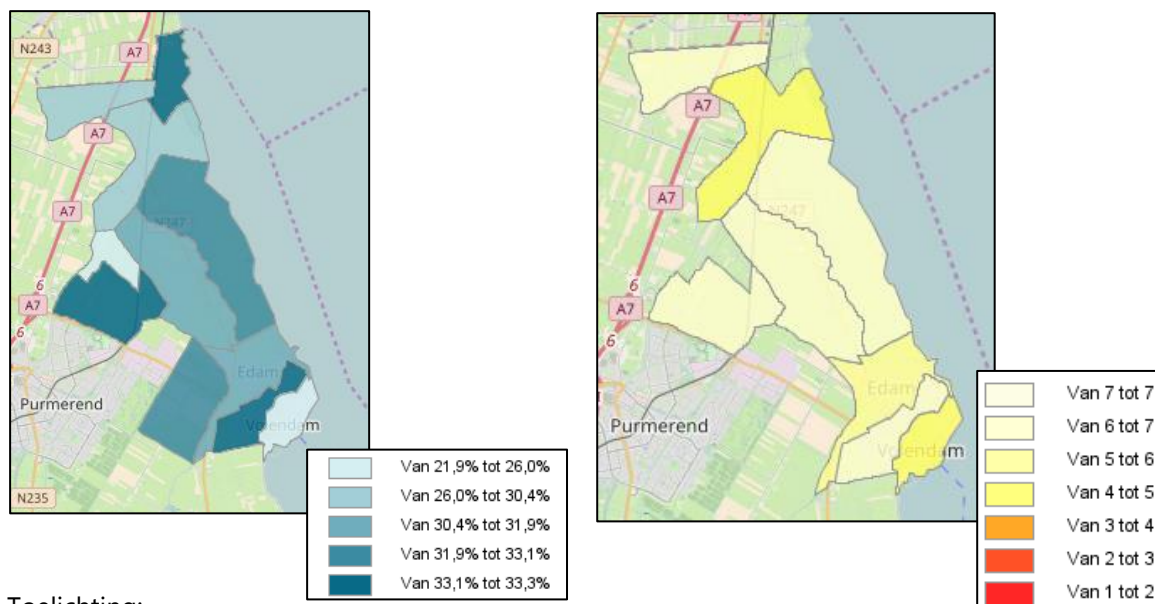 N243
A7
A7
A7
N247
6
A7
6
Edam
Purmerend
Volendam
N235
Van 21,9% tot 26,0%
Van 26,0% tot 30,4%
Van 30,4% tot 31,9%
Van 31,9% tot 33,1%
Van 33,1% tot 33,3%
A7
A7
N247
6
A7
6
Edam
Purmerend
Volendam
Van 7 tot 7
Van 6 tot 7
Van 5 tot 6
Van 4 tot 5
Van 3 tot 4
Van 2 tot 3
Van 1 tot 2
Toelichting: